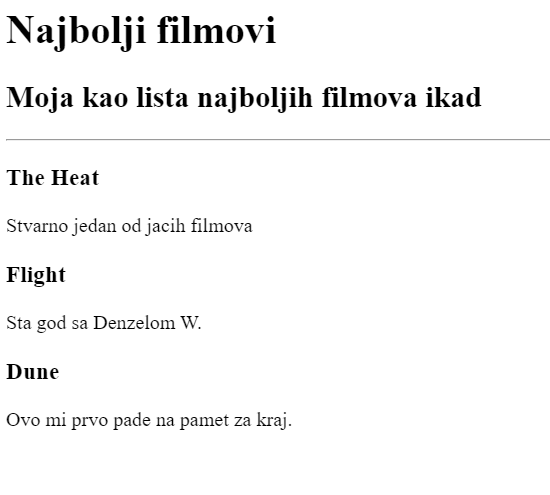 Najbolji filmovi
Moja kao lista najboljih filmova ikad
The Heat
Stvarno jedan od jacih filmova
Flight
Sta god sa Denzelom W.
Dune
Ovo mi prvo pade na pamet za kraj.